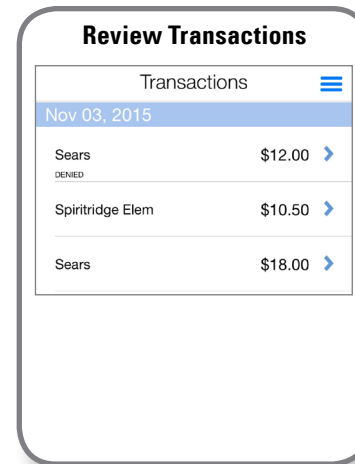 Review Transactions
Transactions
Nov 03, 2015
Sears $12.00
DENIED
Spiritridge Elem $10.50
Sears $18.00